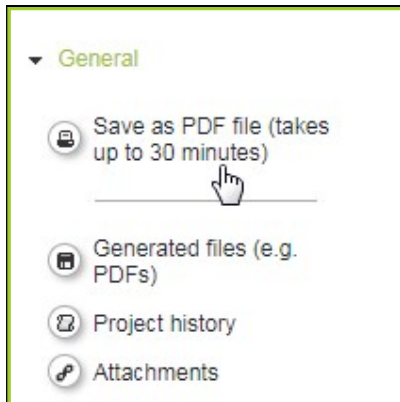 General
Save as PDF file (takes
up to 30 minutes)
Generated files (e.g.
PDFs)
Project history
Attachments